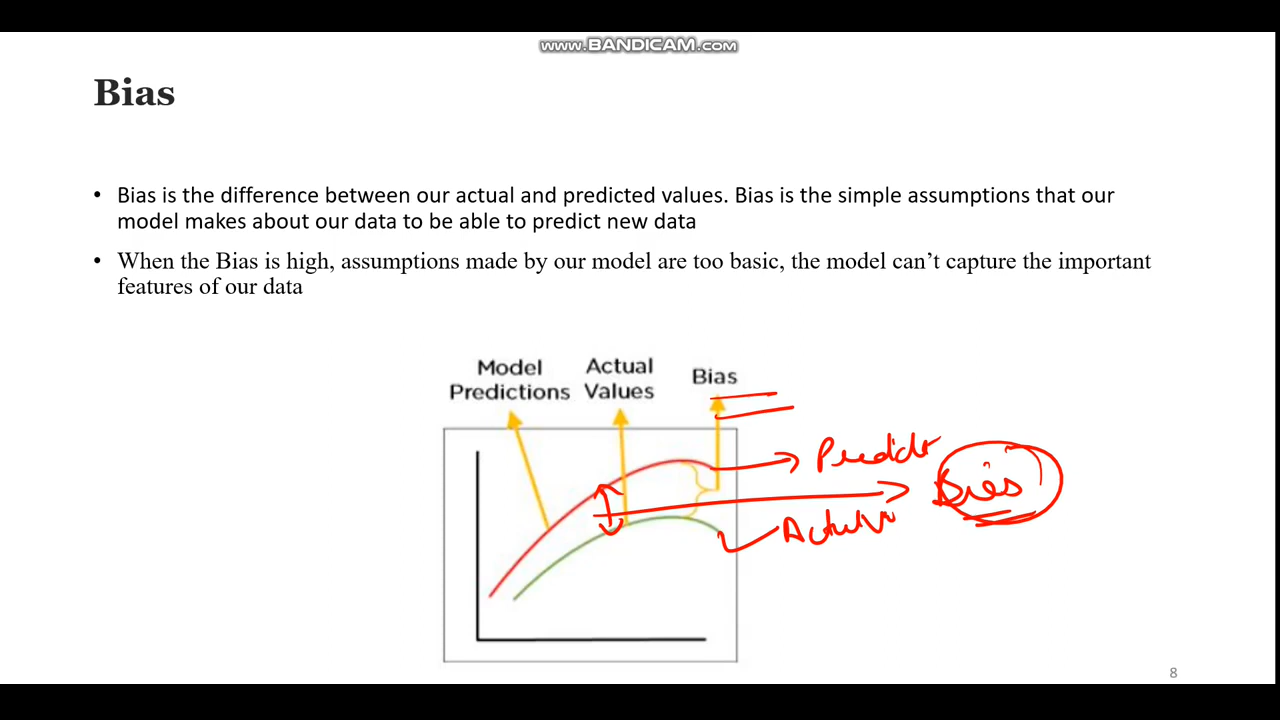 www.BANDICAM.com
Bias
• Bias is the difference between our actual and predicted values. Bias is the simple assumptions that our
model makes about our data to be able to predict new data
• When the Bias is high, assumptions made by our model are too basic, the model can’t capture the important
features of our data
Model Predictions
Actual Values
Bias
Predict
Bias
8